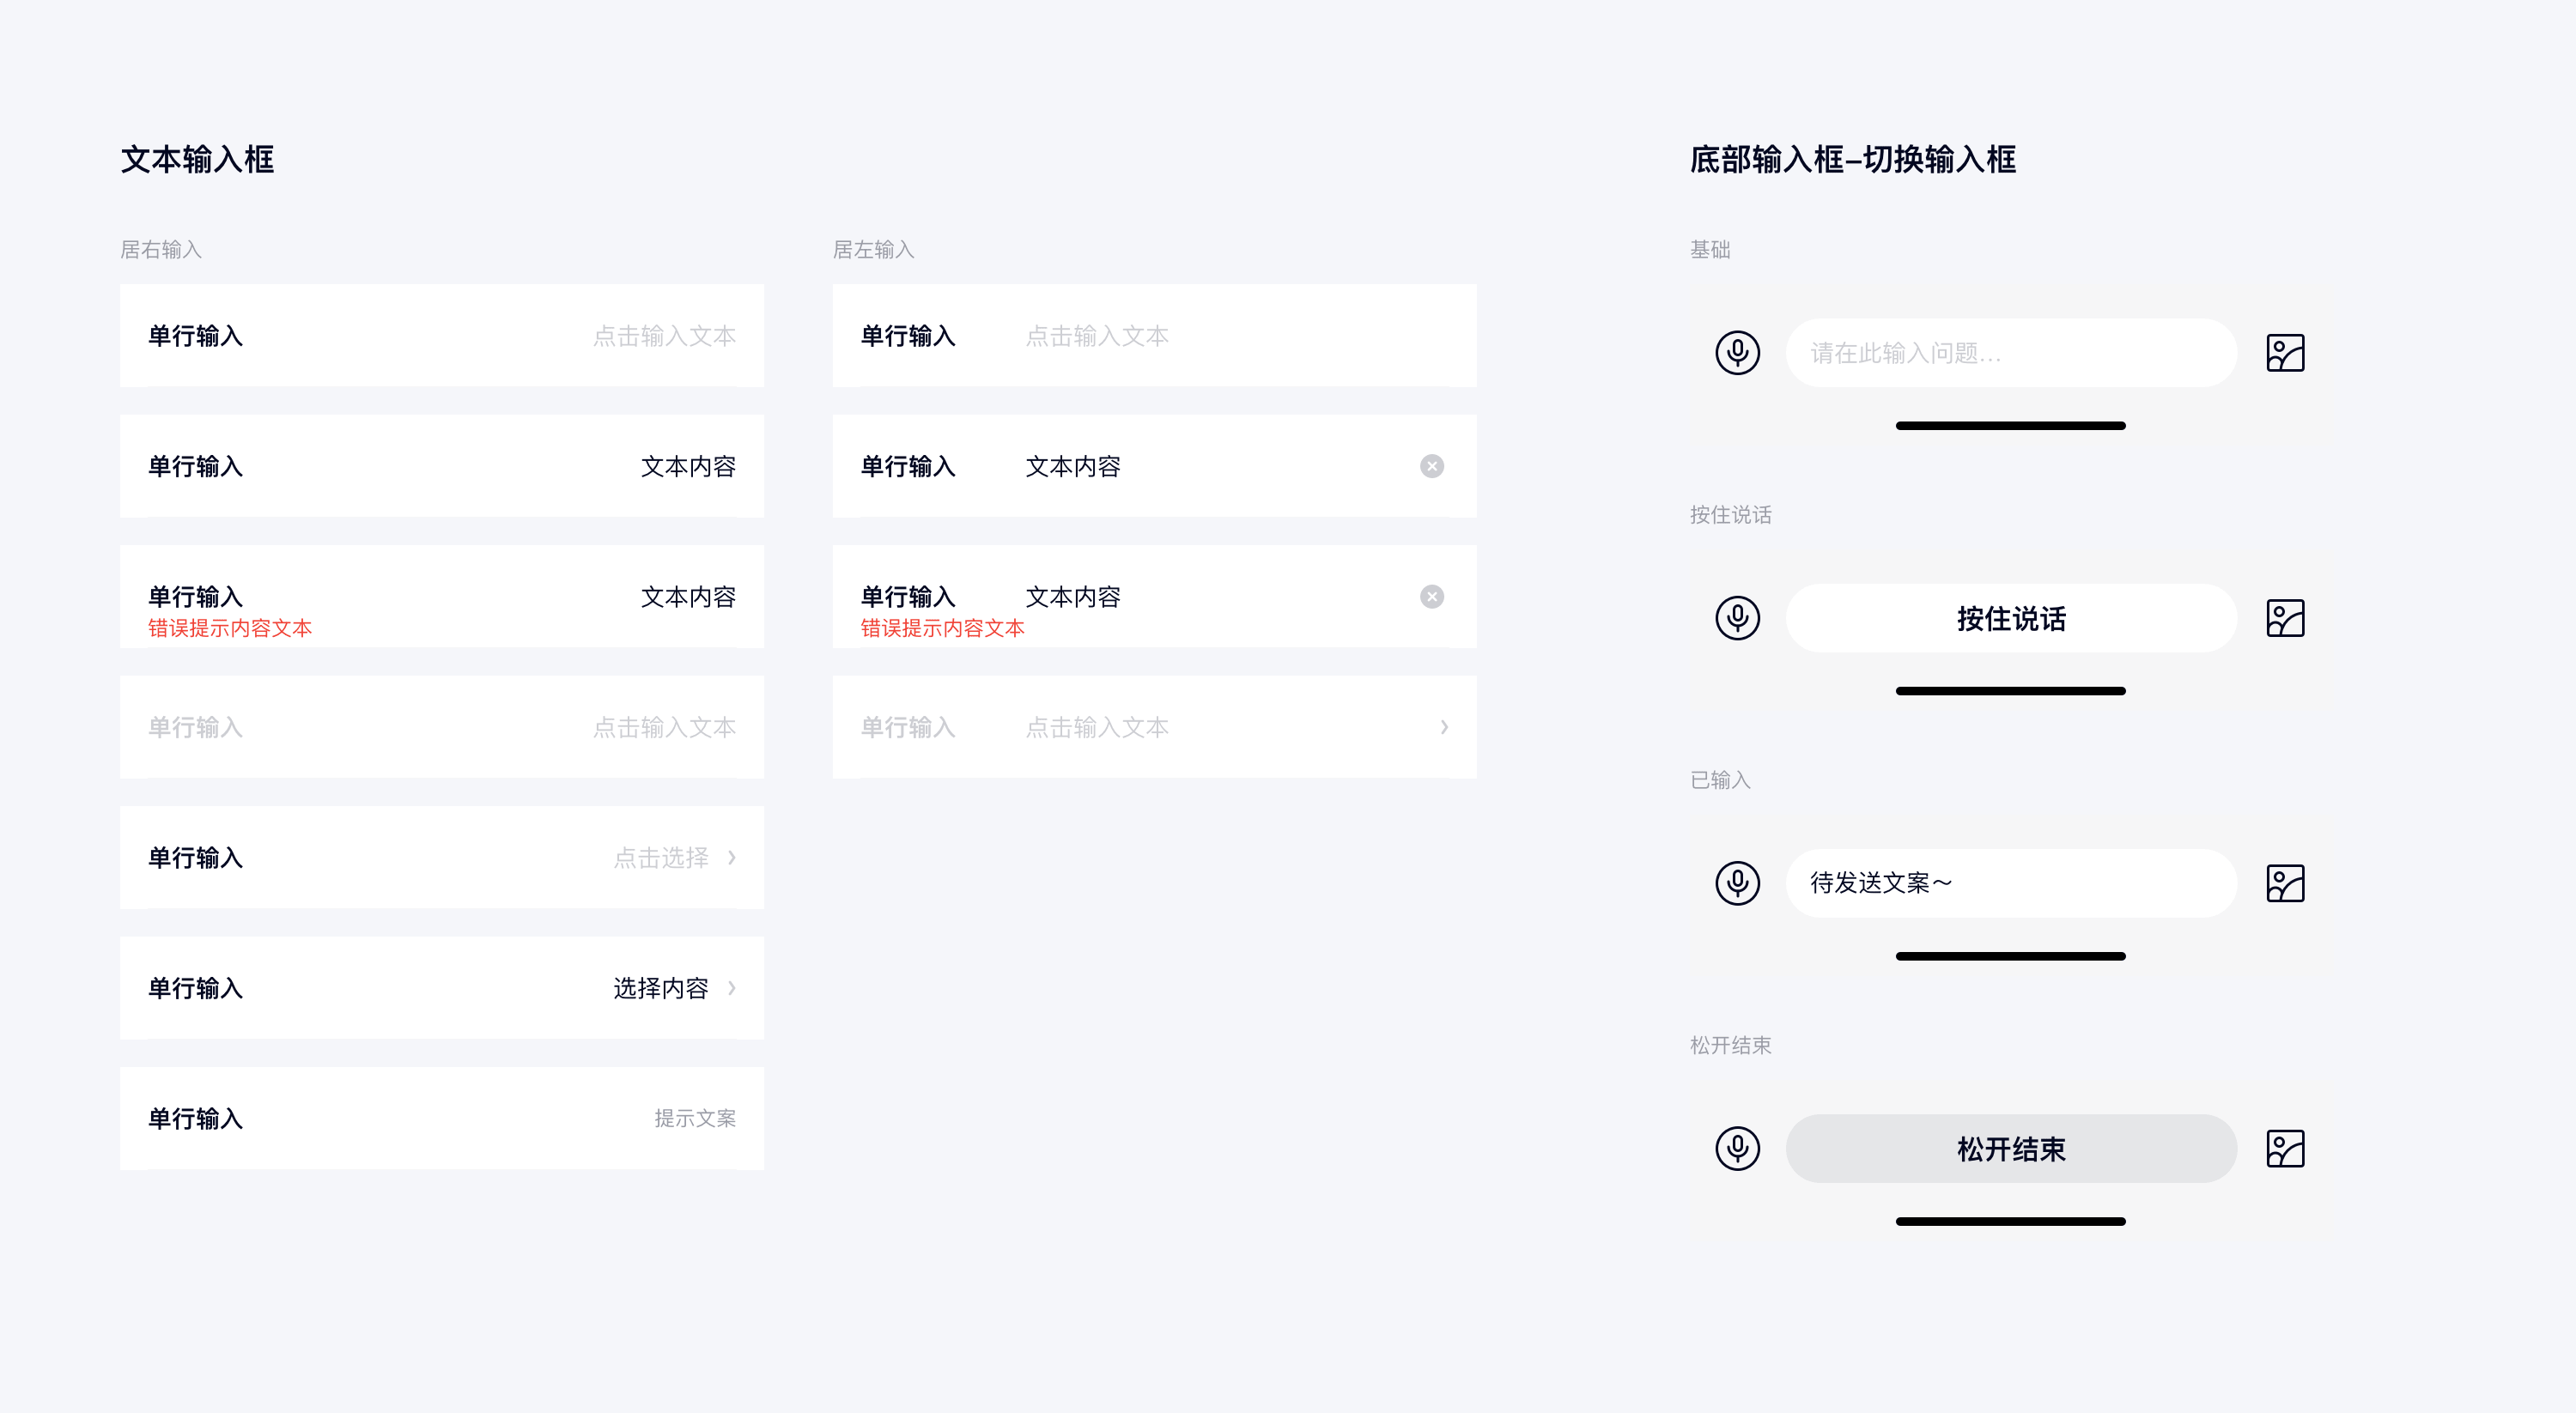 文本输入框
居右输入
单行输入 点击输入文本
单行输入 文本内容
单行输入 文本内容
错误提示内容文本
单行输入 点击输入文本
单行输入 点击选择
单行输入 选择内容
单行输入 提示文案
居左输入
单行输入 点击输入文本
单行输入 文本内容
单行输入 文本内容
错误提示内容文本
单行输入 点击输入文本
底部输入框–切换输入框
基础
请在此输入问题...
按住说话
按住说话
已输入
待发送文案～
松开结束
松开结束